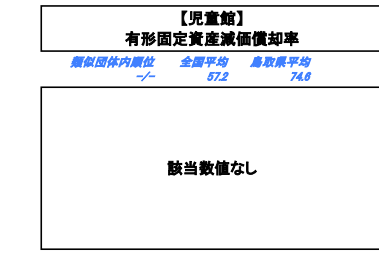 【児童館】
有形固定資産減価償却率
類似団体内順位 全国平均 鳥取県平均
-/- 57.2 74.6
該当数値なし